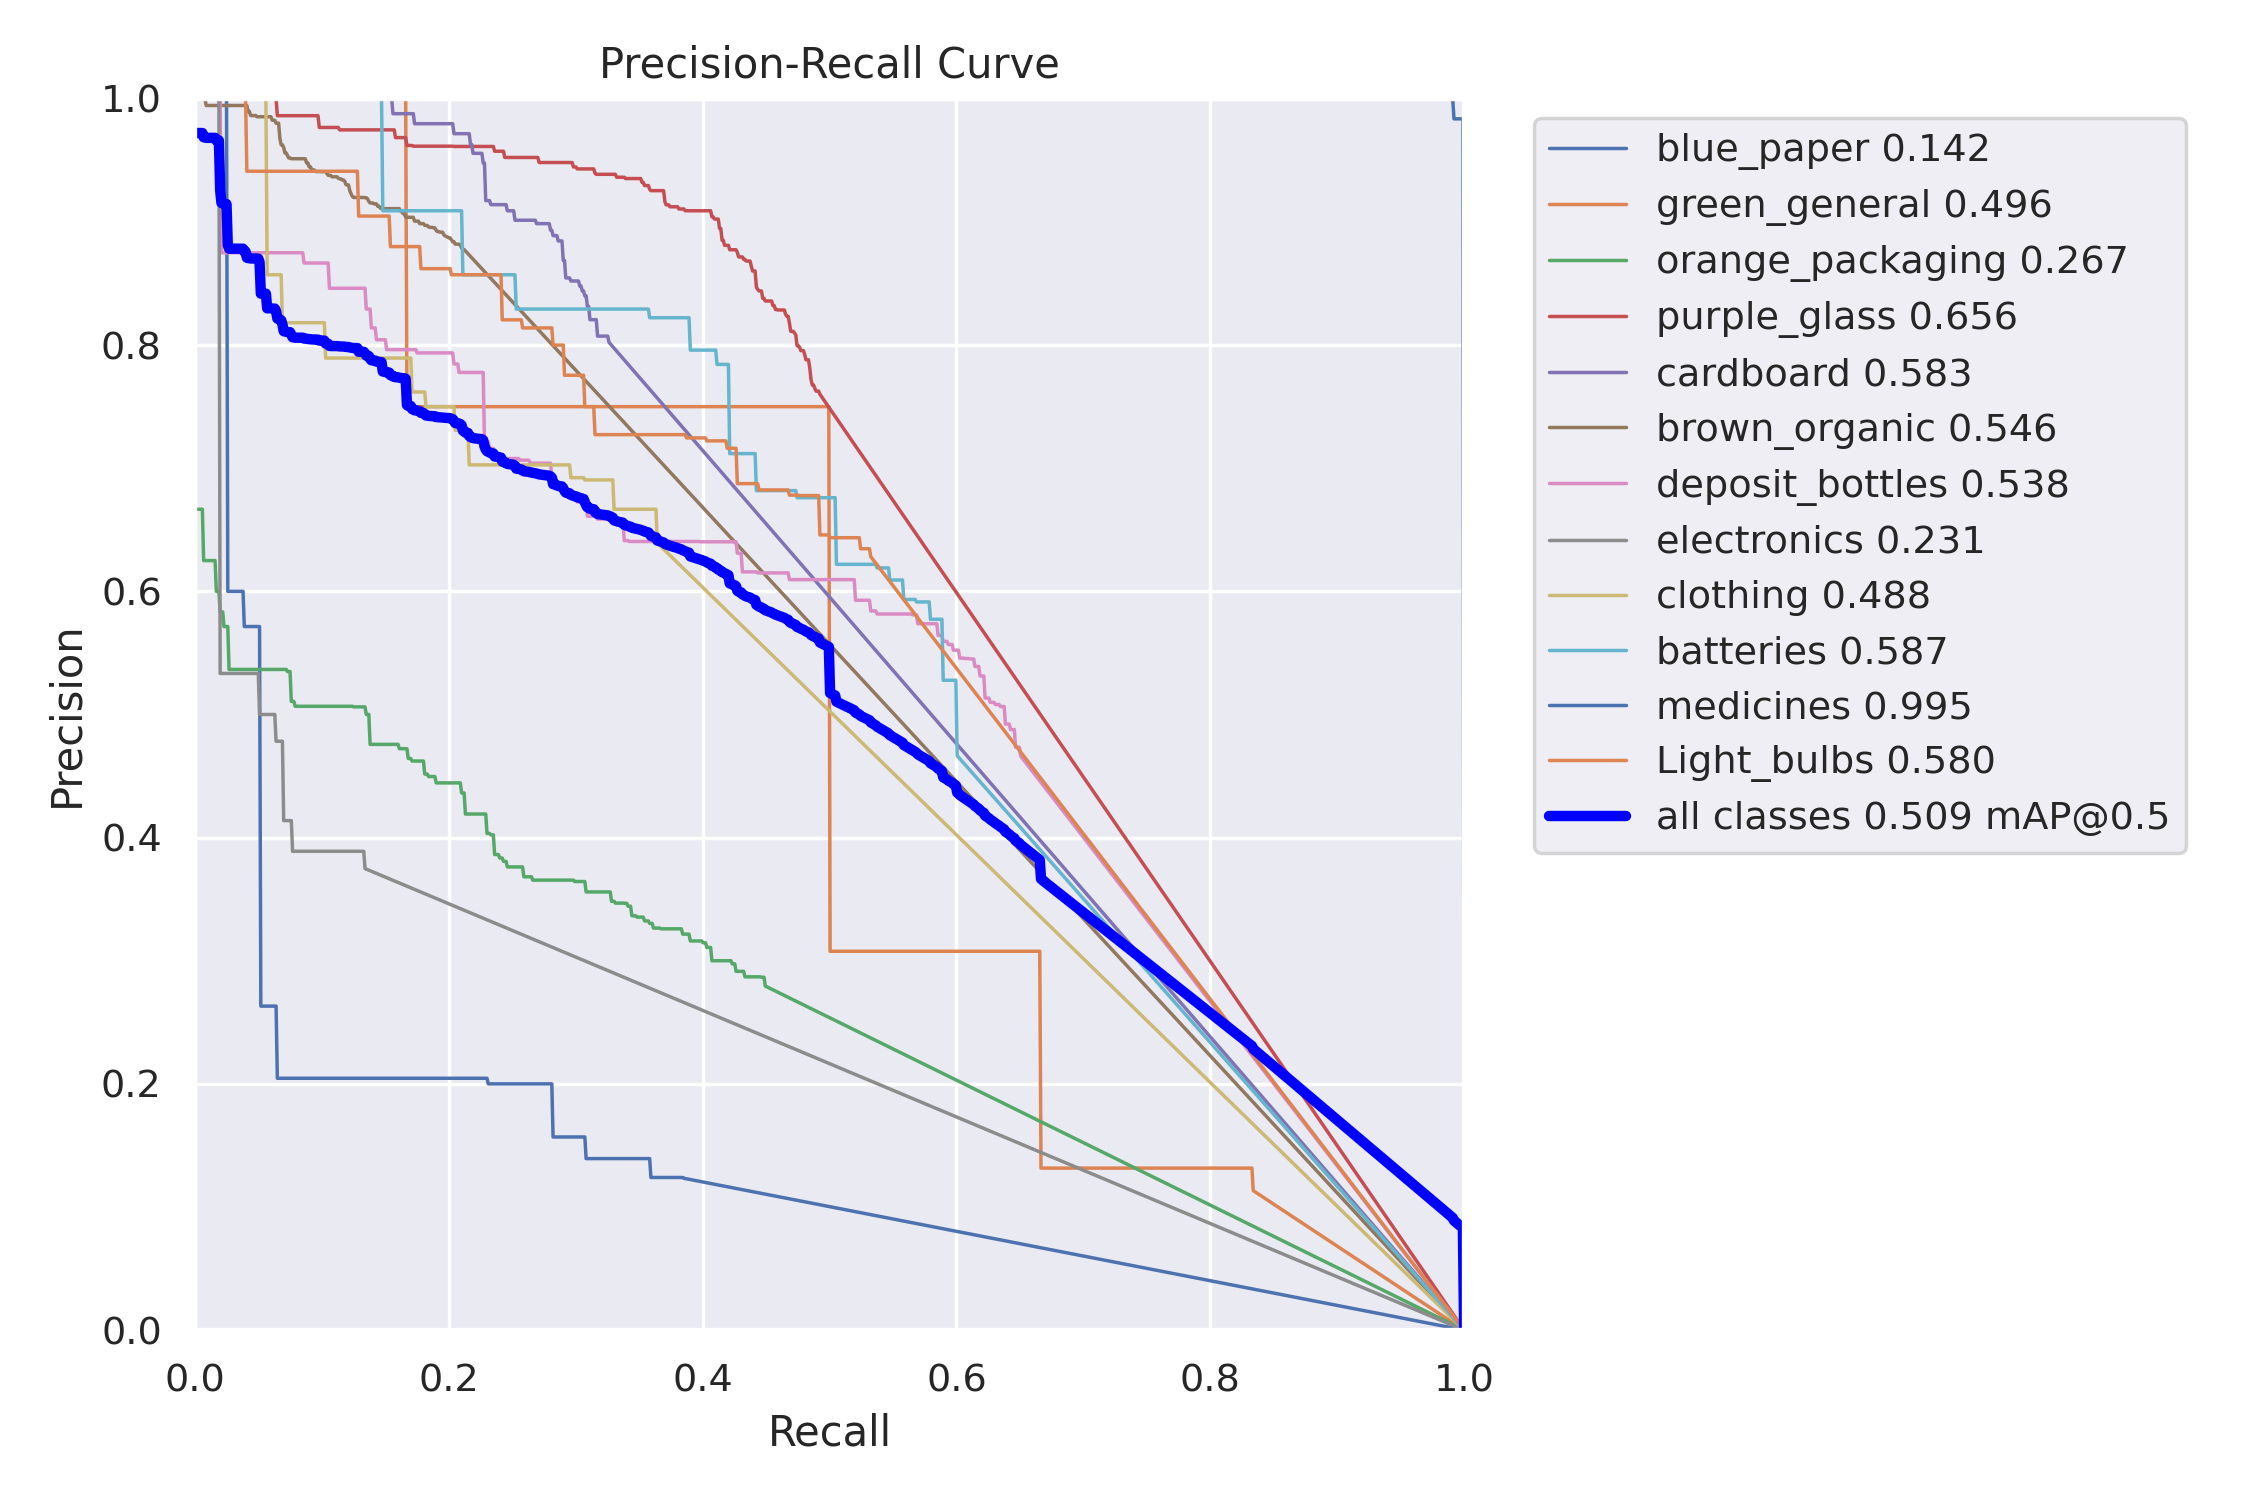 Precision-Recall Curve
1.0
0.8
0.6
0.4
0.2
0.0
Precision
0.0 0.2 0.4 0.6 0.8 1.0
Recall
blue_paper 0.142
green_general 0.496
orange_packaging 0.267
purple_glass 0.656
cardboard 0.583
brown_organic 0.546
deposit_bottles 0.538
electronics 0.231
clothing 0.488
batteries 0.587
medicines 0.995
Light_bulbs 0.580
all classes 0.509 mAP@0.5